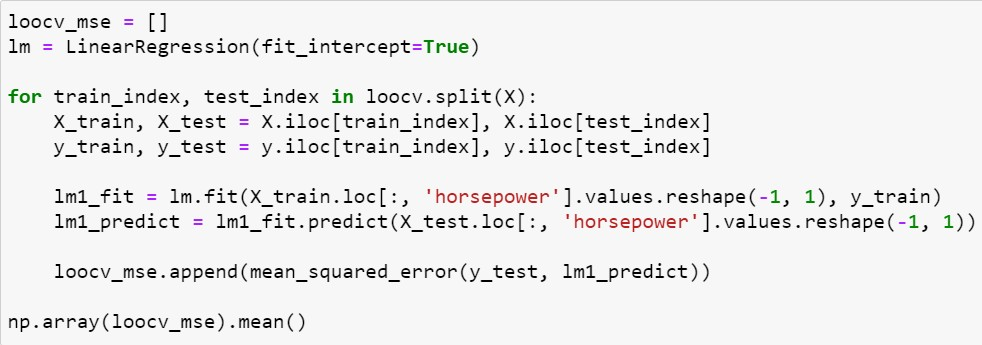 loocv_mse = []
lm = LinearRegression(fit_intercept=True)
for train_index, test_index in loocv.split(X):
    X_train, X_test = X.iloc[train_index], X.iloc[test_index]
    y_train, y_test = y.iloc[train_index], y.iloc[test_index]
    lm1_fit = lm.fit(X_train.loc[:, 'horsepower'].values.reshape(-1, 1), y_train)
    lm1_predict = lm1_fit.predict(X_test.loc[:, 'horsepower'].values.reshape(-1, 1))
    loocv_mse.append(mean_squared_error(y_test, lm1_predict))
np.array(loocv_mse).mean()